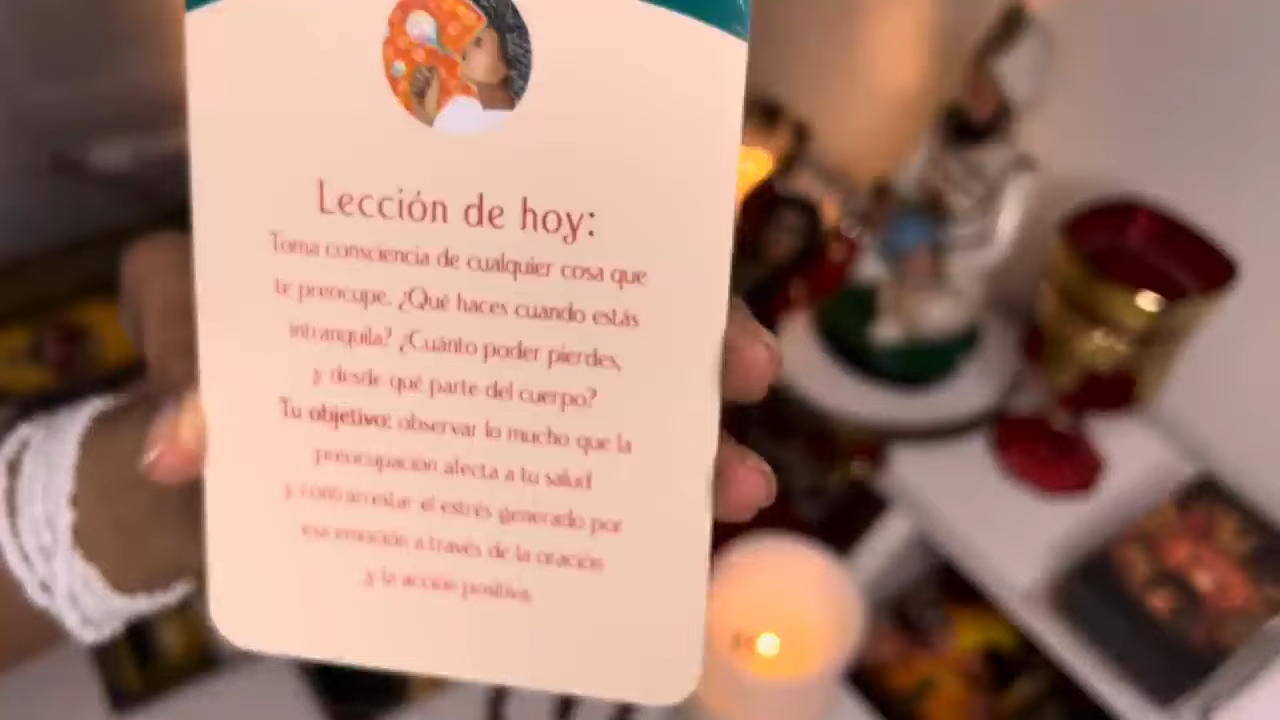 Lección de hoy:
Toma consciencia de cualquier cosa que
te preocupe. ¿Qué haces cuando estás
intranquila? ¿Cuánto poder pierdes,
y desde qué parte del cuerpo?
Tu objetivo: observar lo mucho que la
preocupación afecta a tu salud
y contrarrestar el estrés generado por
esa emoción a través de la oración
y la acción positiva.